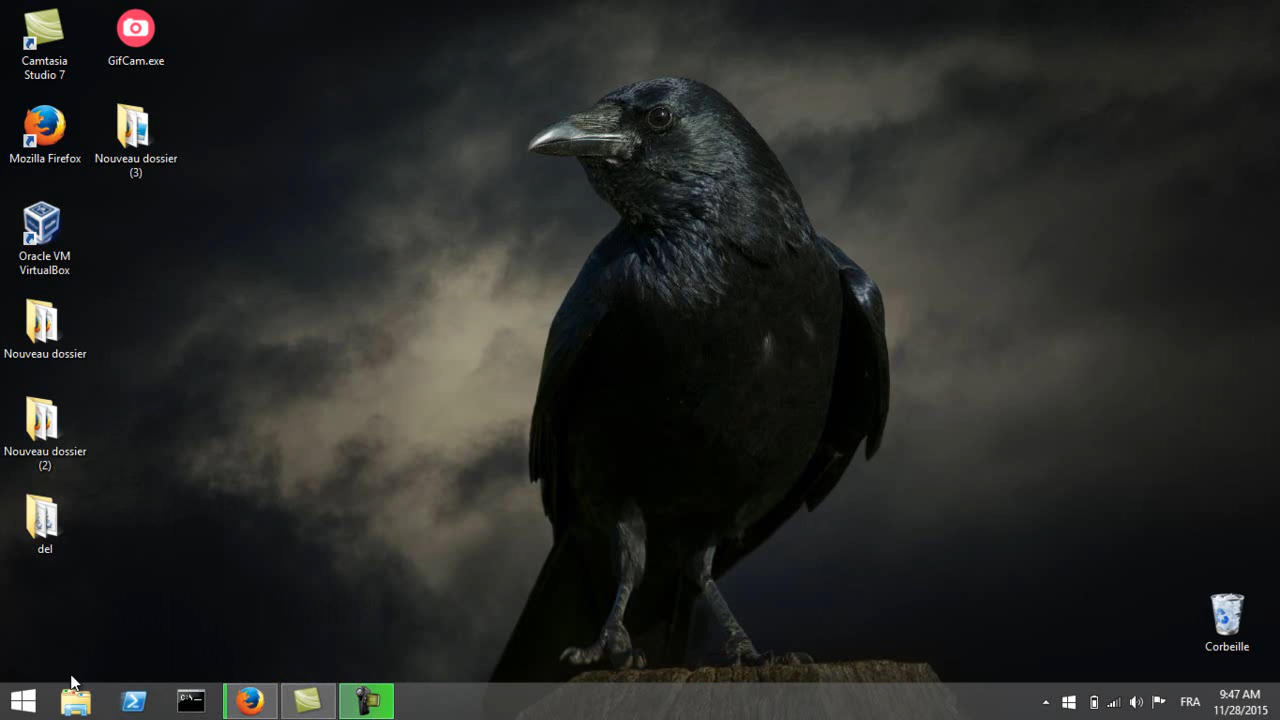 Camtasia
Studio 7
GifCam.exe
Mozilla Firefox
Nouveau dossier
(3)
Oracle VM
VirtualBox
Nouveau dossier
Nouveau dossier
(2)
del
Corbeille
FRA
9:47 AM
11/28/2015